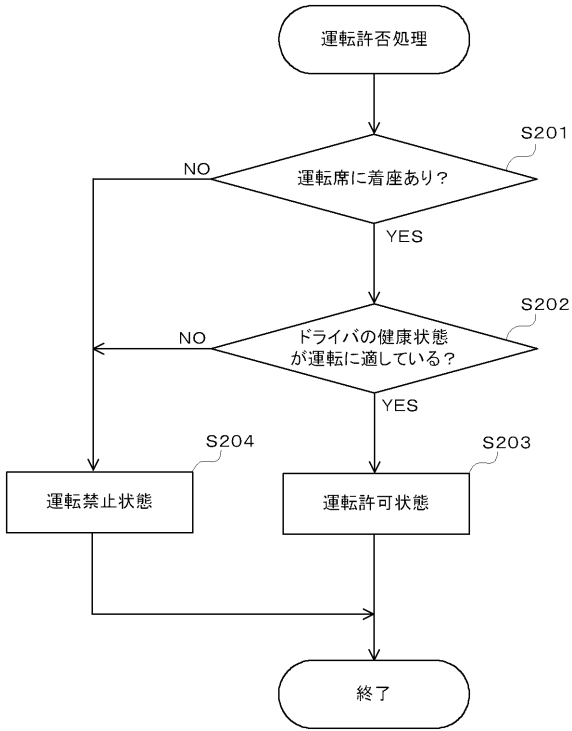 運転許否処理
S201
運転席に着座あり？
NO
YES
S202
ドライバの健康状態
が運転に適している？
NO
YES
S204
S203
運転禁止状態
運転許可状態
終了